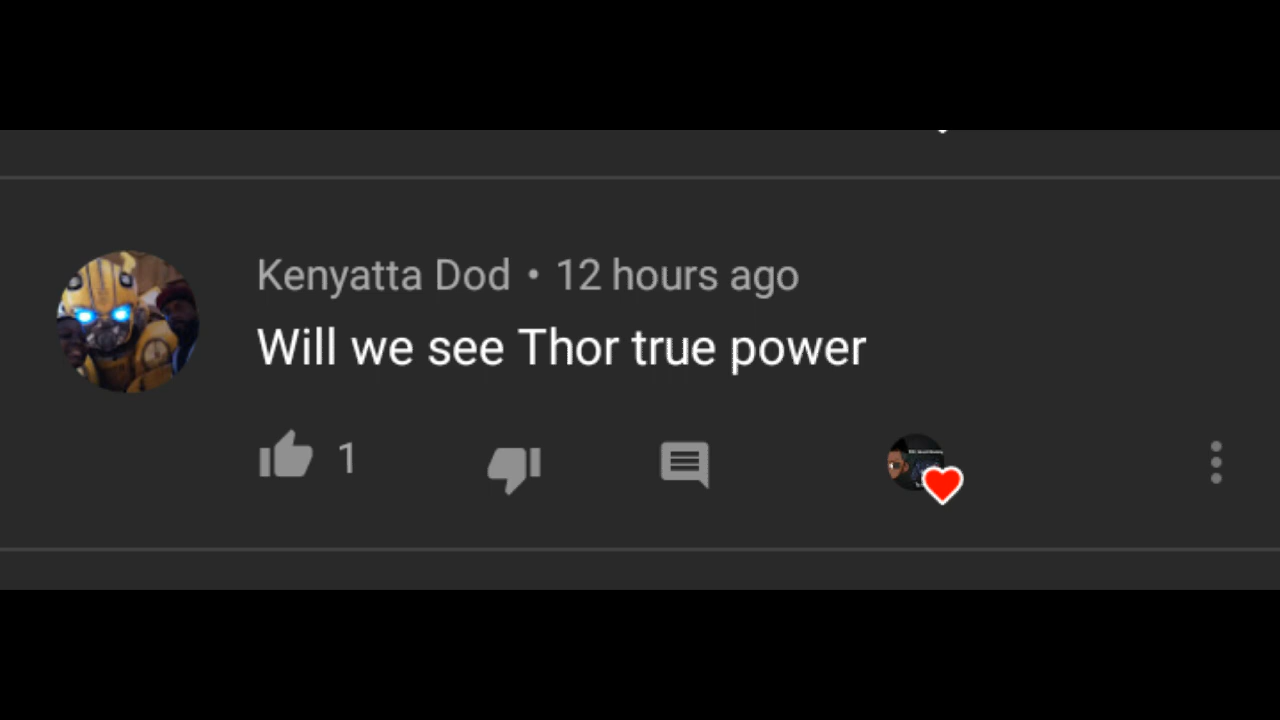 Kenyatta Dod • 12 hours ago
Will we see Thor true power
1